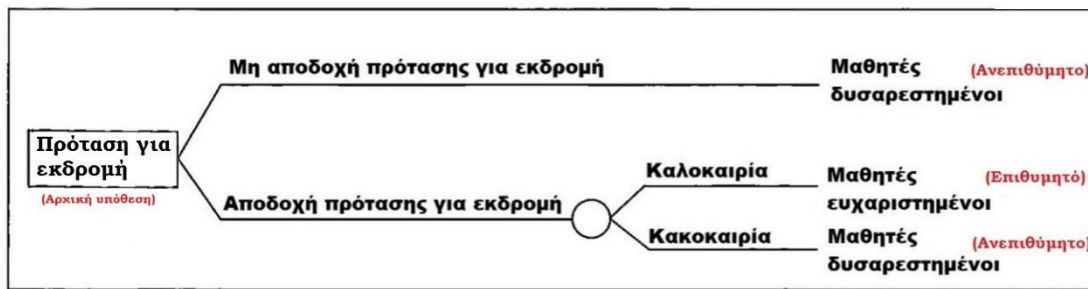 Μη αποδοχή πρότασης για εκδρομή
Μαθητές (Ανεπιθύμητο)
δυσαρεστημένοι
Πρόταση για
εκδρομή
(Αρχική υπόθεση)
Αποδοχή πρότασης για εκδρομή
Καλοκαιρία
Μαθητές (Επιθυμητό)
ευχαριστημένοι
Κακοκαιρία
Μαθητές (Ανεπιθύμητο)
δυσαρεστημένοι